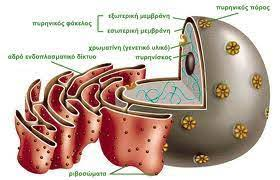 εξωτερική μεμβράνη
πυρηνικός φάκελος
εσωτερική μεμβράνη
χρωματίνη (γενετικό υλικό)
πυρηνίσκος
πυρηνικός πόρος
αδρό ενδοπλασματικό δίκτυο
ριβοσώματα